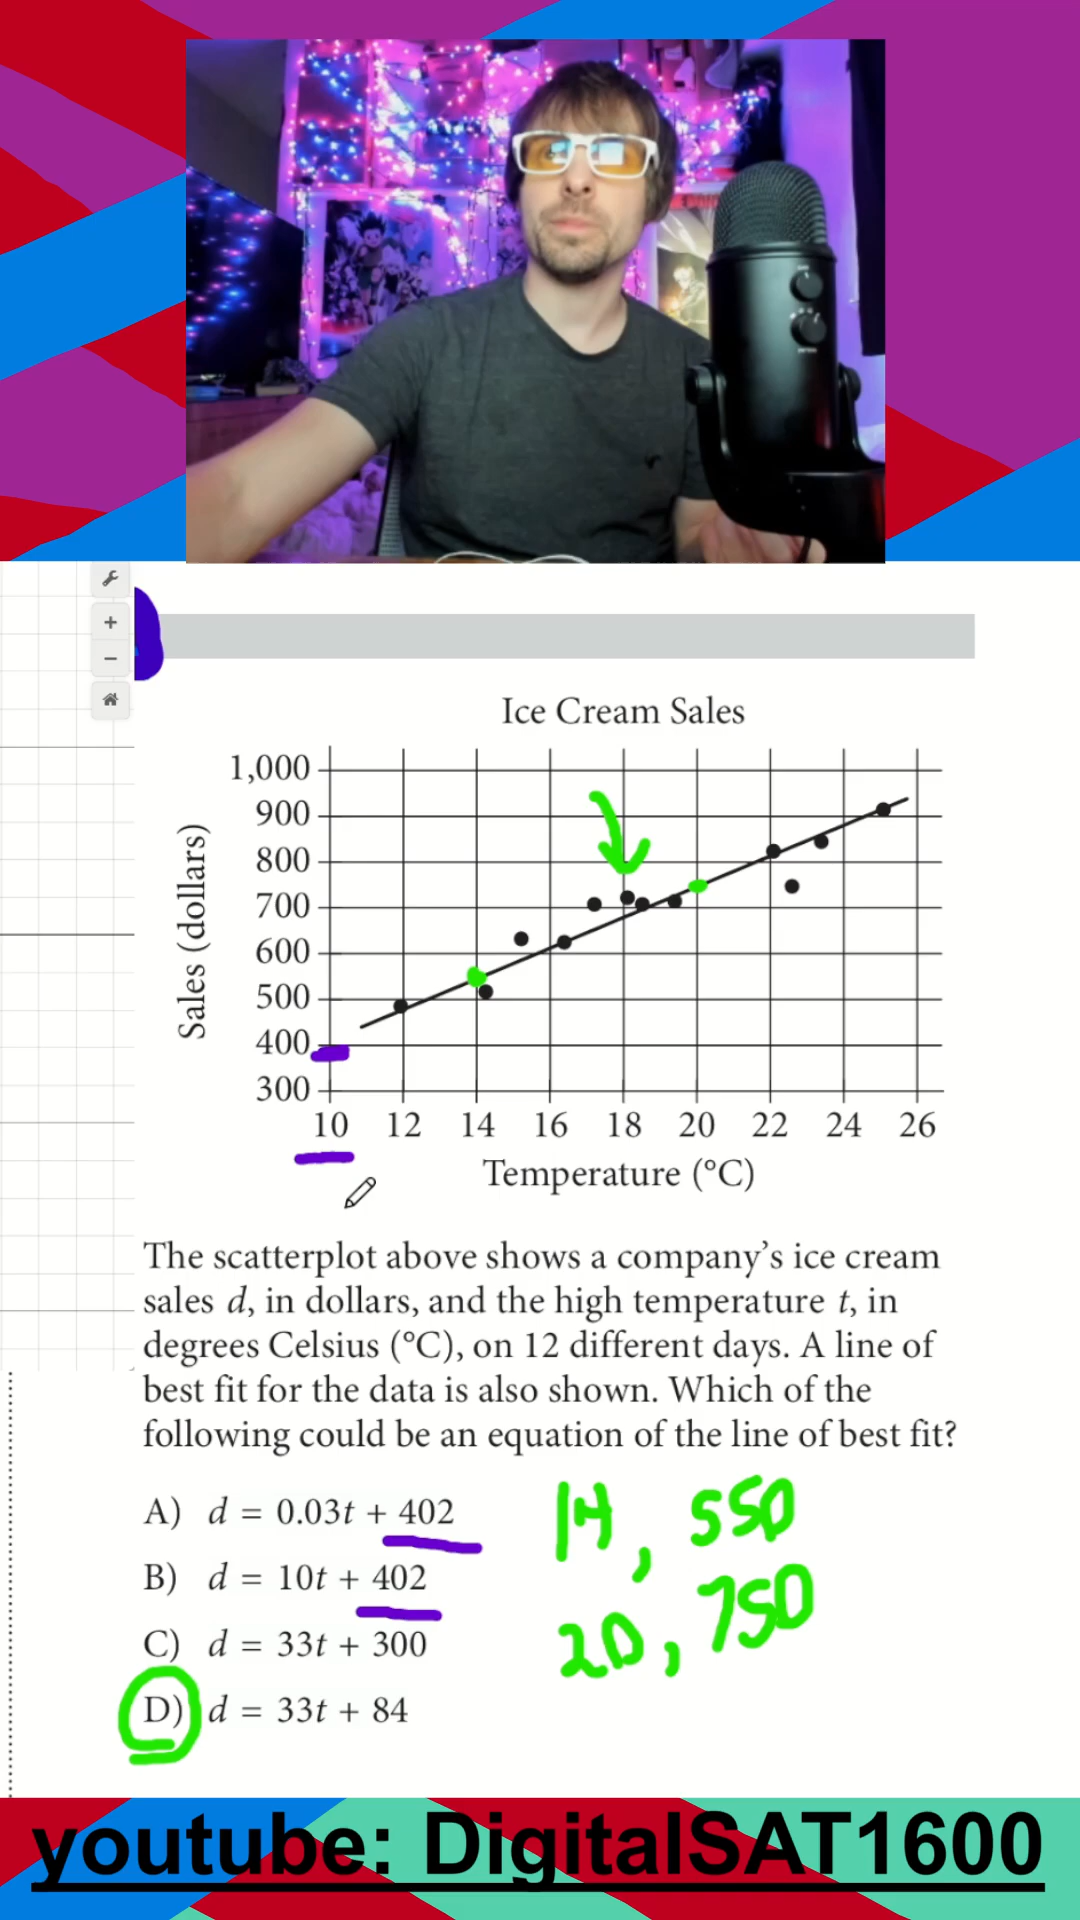 Ice Cream Sales
1,000
900
800
700
600
500
400
300
Sales (dollars)
10 12 14 16 18 20 22 24 26
Temperature (°C)
The scatterplot above shows a company’s ice cream
sales d, in dollars, and the high temperature t, in
degrees Celsius (°C), on 12 different days. A line of
best fit for the data is also shown. Which of the
following could be an equation of the line of best fit?
A) d = 0.03t + 402
B) d = 10t + 402
C) d = 33t + 300
D) d = 33t + 84
14, 550
20, 750
youtube: DigitalSAT1600